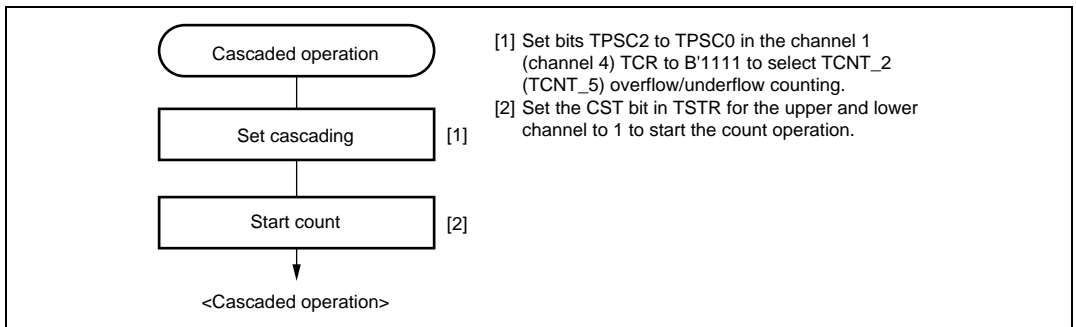 Cascaded operation
Set cascading
[1]
Start count
[2]
<Cascaded operation>
[1] Set bits TPSC2 to TPSC0 in the channel 1
(channel 4) TCR to B'1111 to select TCNT_2
(TCNT_5) overflow/underflow counting.
[2] Set the CST bit in TSTR for the upper and lower
channel to 1 to start the count operation.